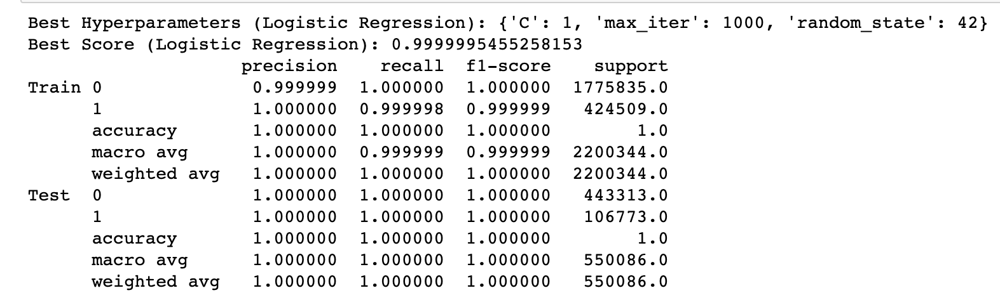 Best Hyperparameters (Logistic Regression): {'C': 1, 'max_iter': 1000, 'random_state': 42}
Best Score (Logistic Regression): 0.9999995455258153
precision recall f1-score support
Train 0 0.999999 1.000000 1.000000 1775835.0
1 1.000000 0.999998 0.999999 424509.0
accuracy 1.000000 1.000000 1.000000 1.0
macro avg 1.000000 0.999999 0.999999 2200344.0
weighted avg 1.000000 1.000000 1.000000 2200344.0
Test 0 1.000000 1.000000 1.000000 443313.0
1 1.000000 1.000000 1.000000 106773.0
accuracy 1.000000 1.000000 1.000000 1.0
macro avg 1.000000 1.000000 1.000000 550086.0
weighted avg 1.000000 1.000000 1.000000 550086.0